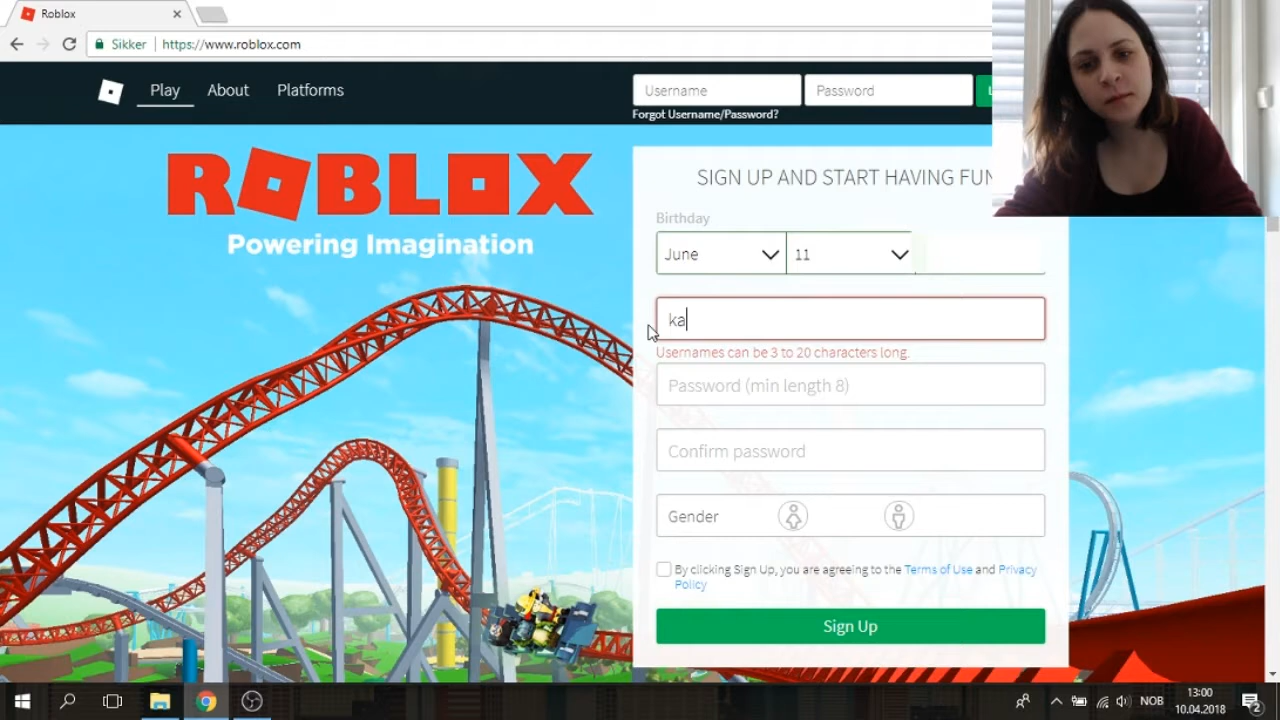 Roblox
Sikker https://www.roblox.com
Play About Platforms Username Password
Forgot Username/Password?
ROBLOX
Powering Imagination
SIGN UP AND START HAVING FUN
Birthday
June 11
ka
Usernames can be 3 to 20 characters long.
Password (min length 8)
Confirm password
Gender
By clicking Sign Up, you are agreeing to the Terms of Use and Privacy
Policy
Sign Up
NOB
13:00
10.04.2018
2